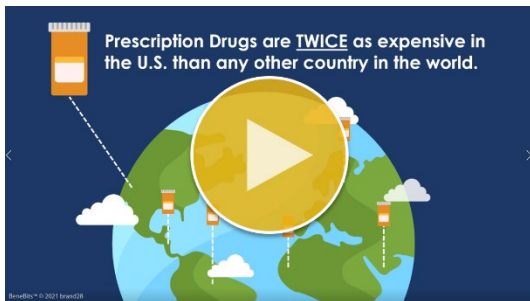 Prescription Drugs are TWICE as expensive in
the U.S. than any other country in the world.
BeneBits™ © 2021 brand28